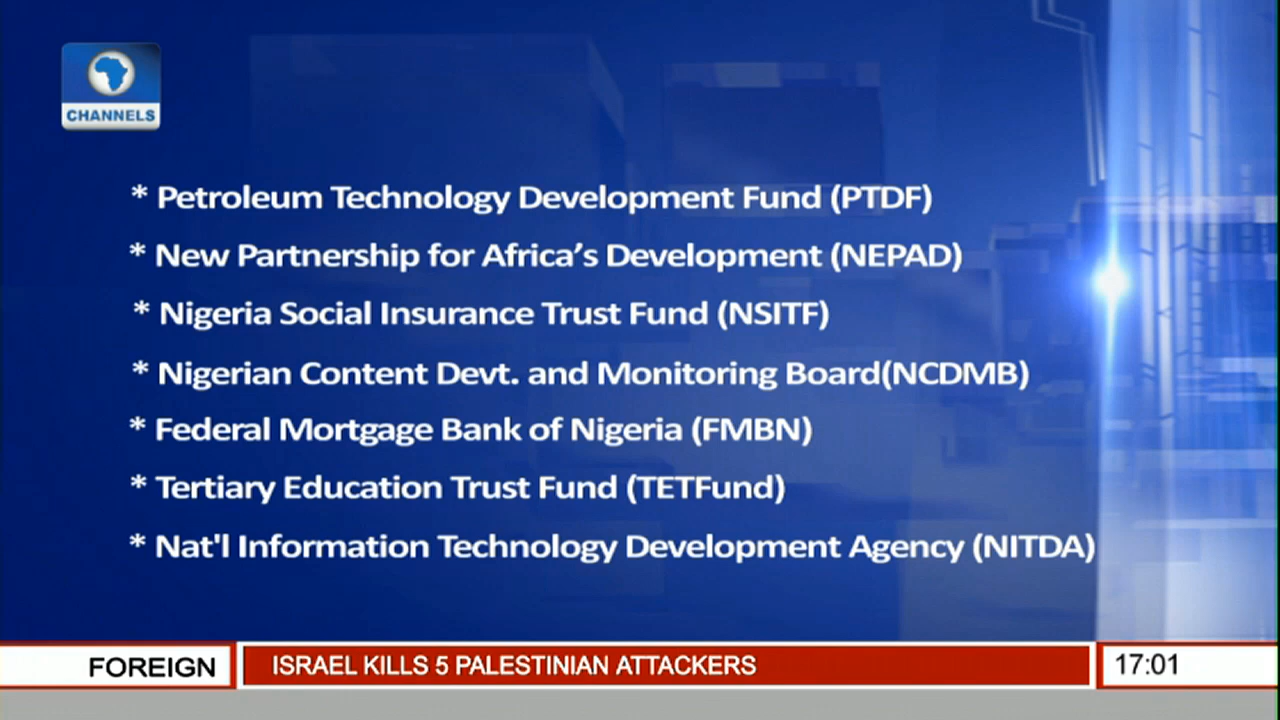 CHANNELS
* Petroleum Technology Development Fund (PTDF)
* New Partnership for Africa’s Development (NEPAD)
* Nigeria Social Insurance Trust Fund (NSITF)
* Nigerian Content Devt. and Monitoring Board(NCDMB)
* Federal Mortgage Bank of Nigeria (FMBN)
* Tertiary Education Trust Fund (TETFund)
* Nat'l Information Technology Development Agency (NITDA)
FOREIGN ISRAEL KILLS 5 PALESTINIAN ATTACKERS 17:01